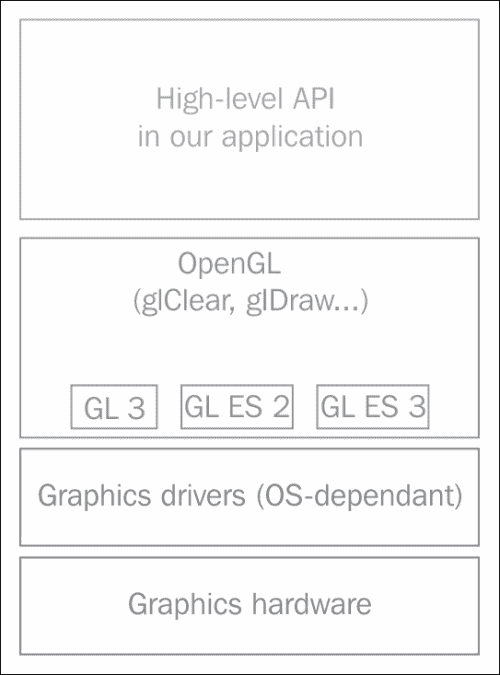 High-level API
in our application
OpenGL
(glClear, glDraw...)
GL 3
GL ES 2
GL ES 3
Graphics drivers (OS-dependant)
Graphics hardware